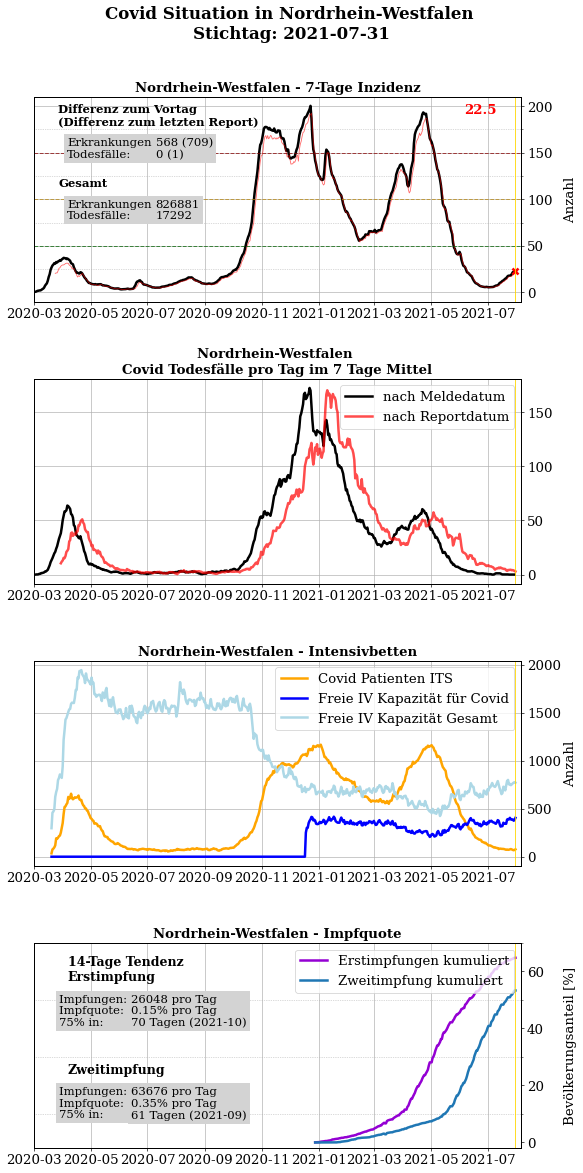 Covid Situation in Nordrhein-Westfalen
Stichtag: 2021-07-31
Nordrhein-Westfalen - 7-Tage Inzidenz
Differenz zum Vortag
(Differenz zum letzten Report)
Erkrankungen 568 (709)
Todesfälle: 0 (1)
Gesamt
Erkrankungen 826881
Todesfälle: 17292
22.5
200
150
100
50
0
Anzahl
2020-03 2020-05 2020-07 2020-09 2020-11 2021-01 2021-03 2021-05 2021-07
Nordrhein-Westfalen
Covid Todesfälle pro Tag im 7 Tage Mittel
nach Meldedatum
nach Reportdatum
150
100
50
0
2020-03 2020-05 2020-07 2020-09 2020-11 2021-01 2021-03 2021-05 2021-07
Nordrhein-Westfalen - Intensivbetten
Covid Patienten ITS
Freie IV Kapazität für Covid
Freie IV Kapazität Gesamt
2000
1500
1000
500
0
Anzahl
2020-03 2020-05 2020-07 2020-09 2020-11 2021-01 2021-03 2021-05 2021-07
Nordrhein-Westfalen - Impfquote
14-Tage Tendenz
Erstimpfung
Impfungen: 26048 pro Tag
Impfquote: 0.15% pro Tag
75% in: 70 Tagen (2021-10)
Zweitimpfung
Impfungen: 63676 pro Tag
Impfquote: 0.35% pro Tag
75% in: 61 Tagen (2021-09)
Erstimpfungen kumuliert
Zweitimpfung kumuliert
60
40
20
0
Bevölkerungsanteil [%]
2020-03 2020-05 2020-07 2020-09 2020-11 2021-01 2021-03 2021-05 2021-07